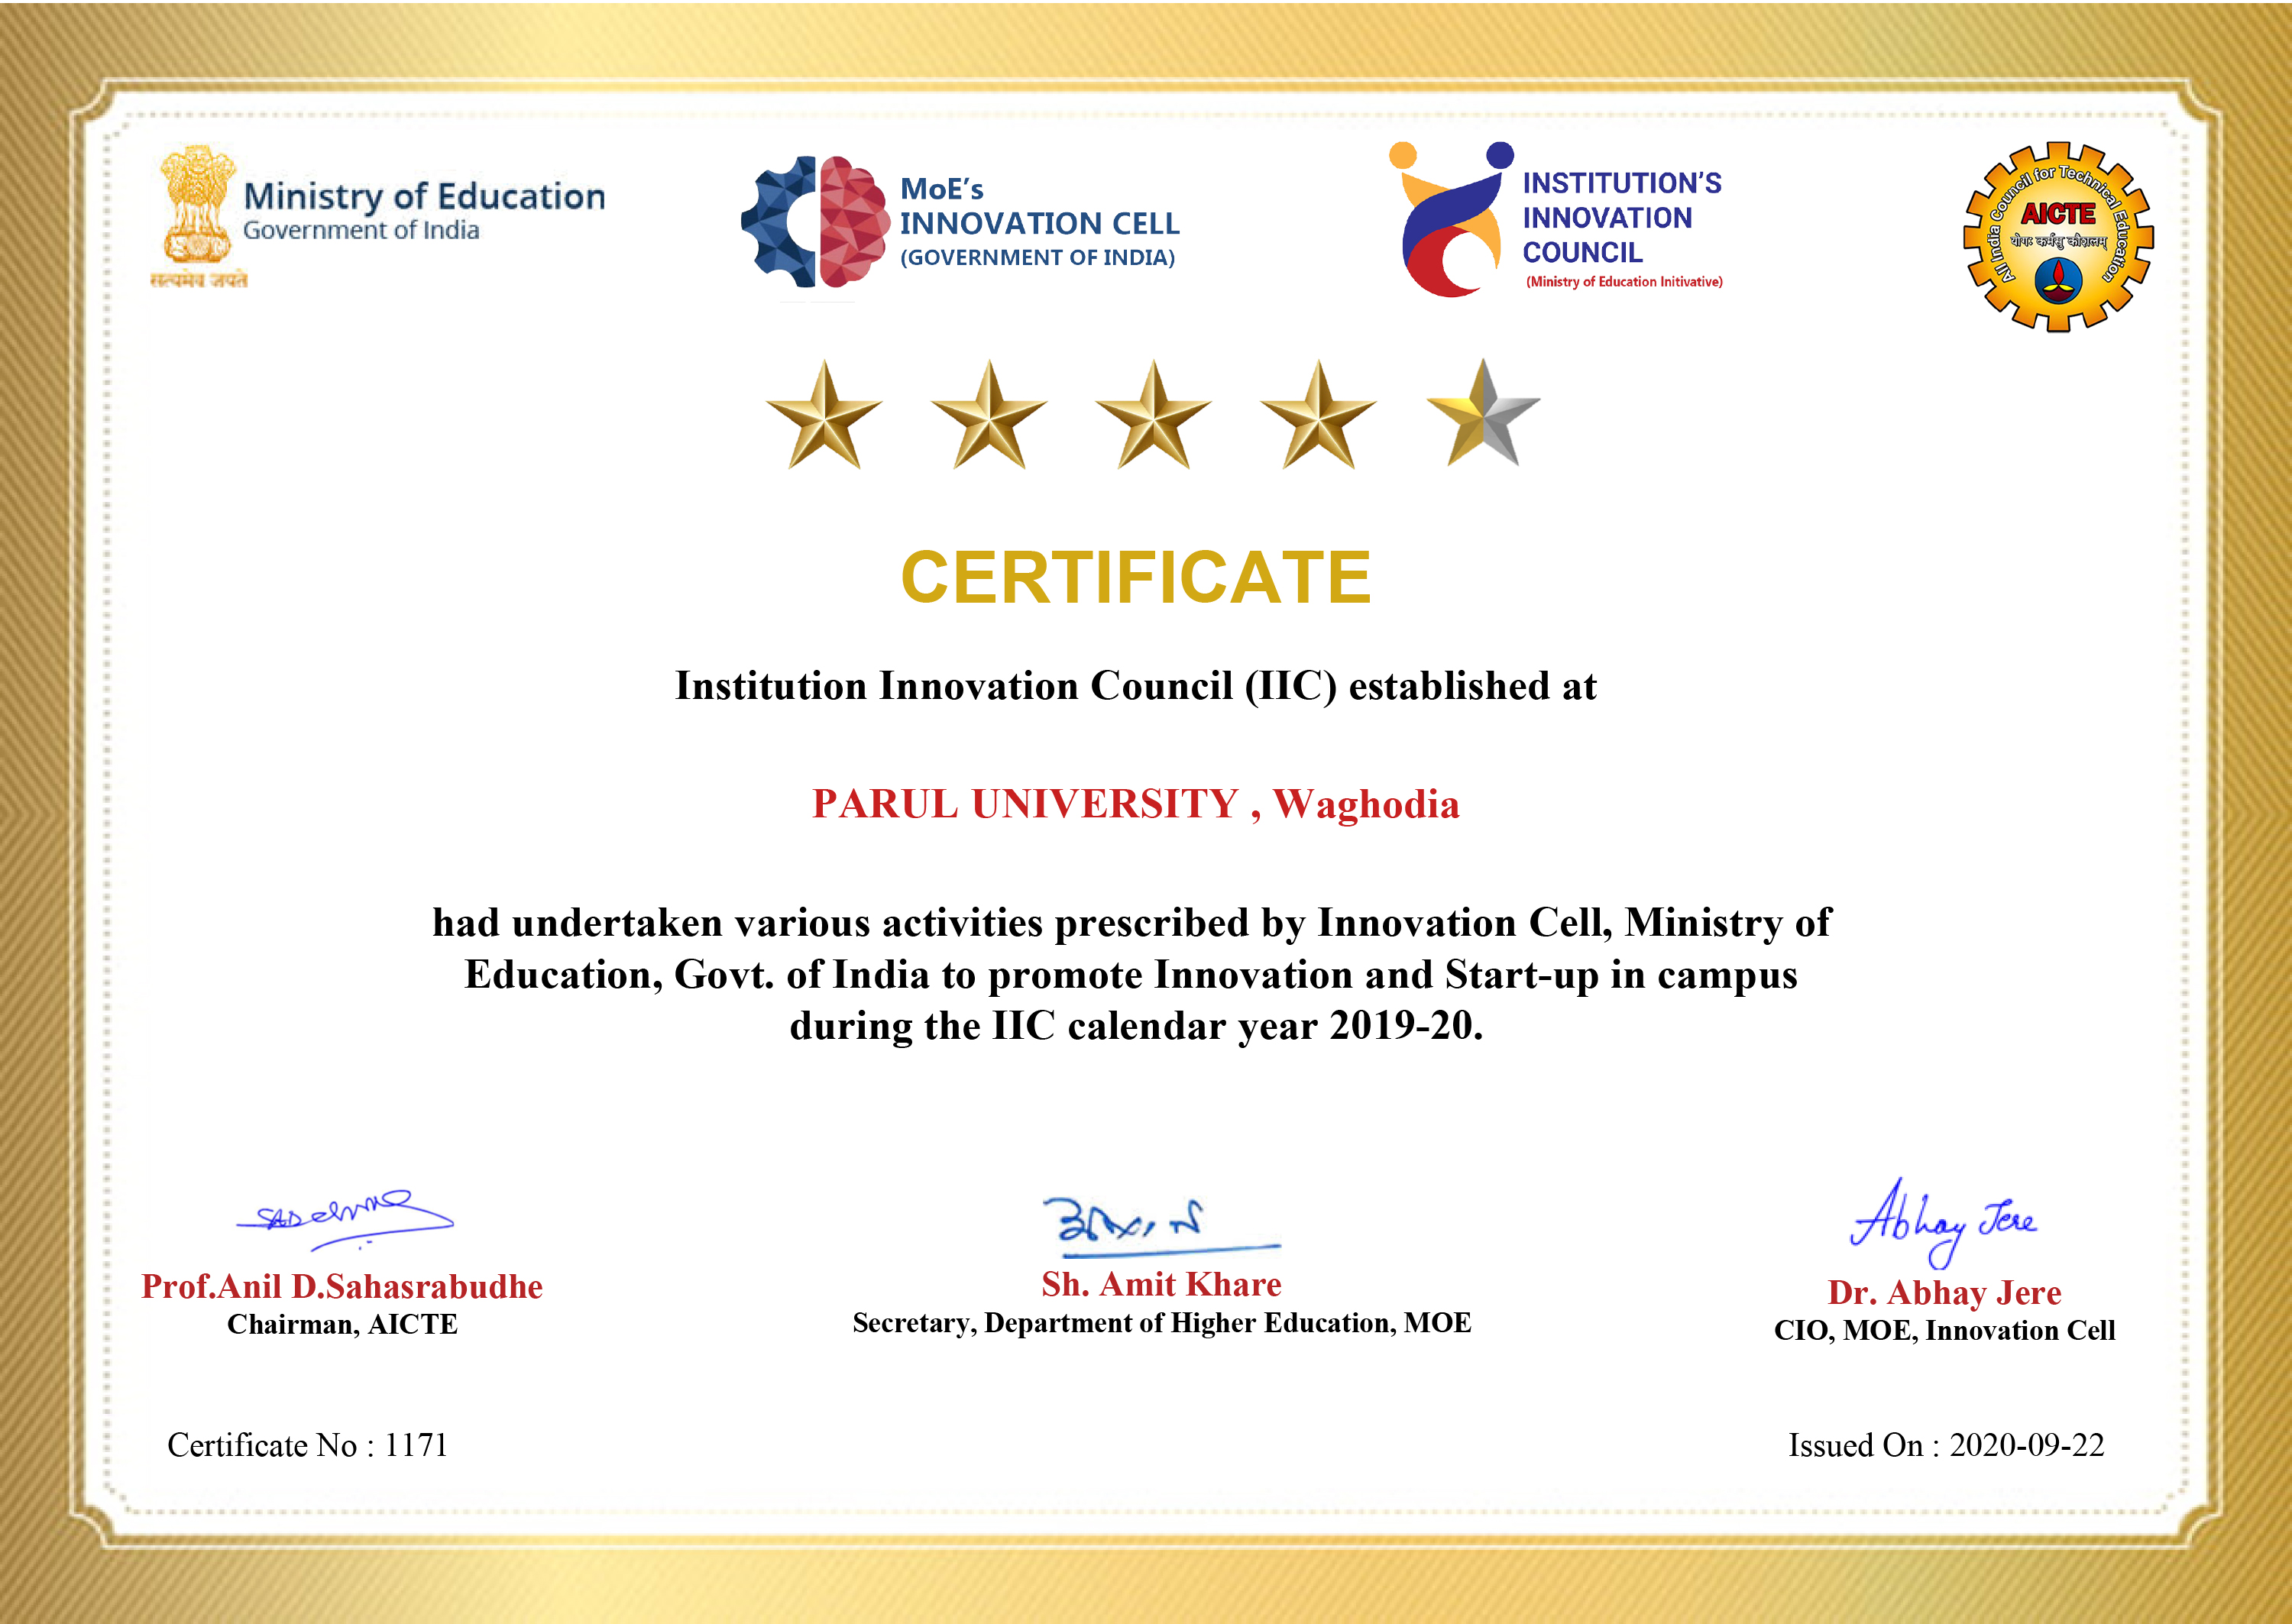 Ministry of Education
Government of India
सत्यमेव जयते
MoE's
INNOVATION CELL
(GOVERNMENT OF INDIA)
INSTITUTION'S
INNOVATION
COUNCIL
(Ministry of Education Initivative)
All India Council for Technical Education
AICTE
योगः कर्मसु कौशलम्
CERTIFICATE
Institution Innovation Council (IIC) established at
PARUL UNIVERSITY , Waghodia
had undertaken various activities prescribed by Innovation Cell, Ministry of
Education, Govt. of India to promote Innovation and Start-up in campus
during the IIC calendar year 2019-20.
Abhay Jere
Prof.Anil D.Sahasrabudhe
Chairman, AICTE
Sh. Amit Khare
Secretary, Department of Higher Education, MOE
Dr. Abhay Jere
CIO, MOE, Innovation Cell
Certificate No : 1171
Issued On : 2020-09-22